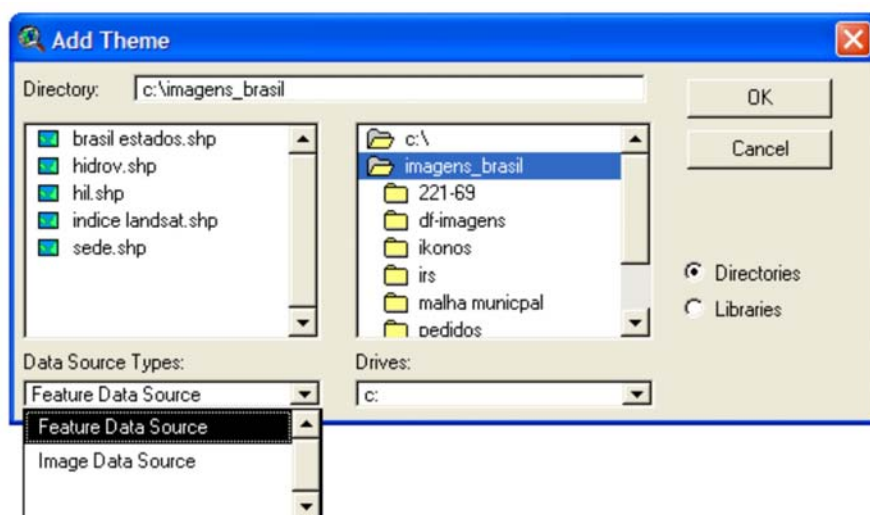 Add Theme
Directory: c:\imagens_brasil
OK
Cancel
brasil estados.shp
hidrov.shp
hil.shp
indice landsat.shp
sede.shp
c:\
imagens_brasil
221-69
df-imagens
ikonos
irs
malha municpal
pedidos
Directories
Libraries
Data Source Types:
Feature Data Source
Feature Data Source
Image Data Source
Drives:
c: